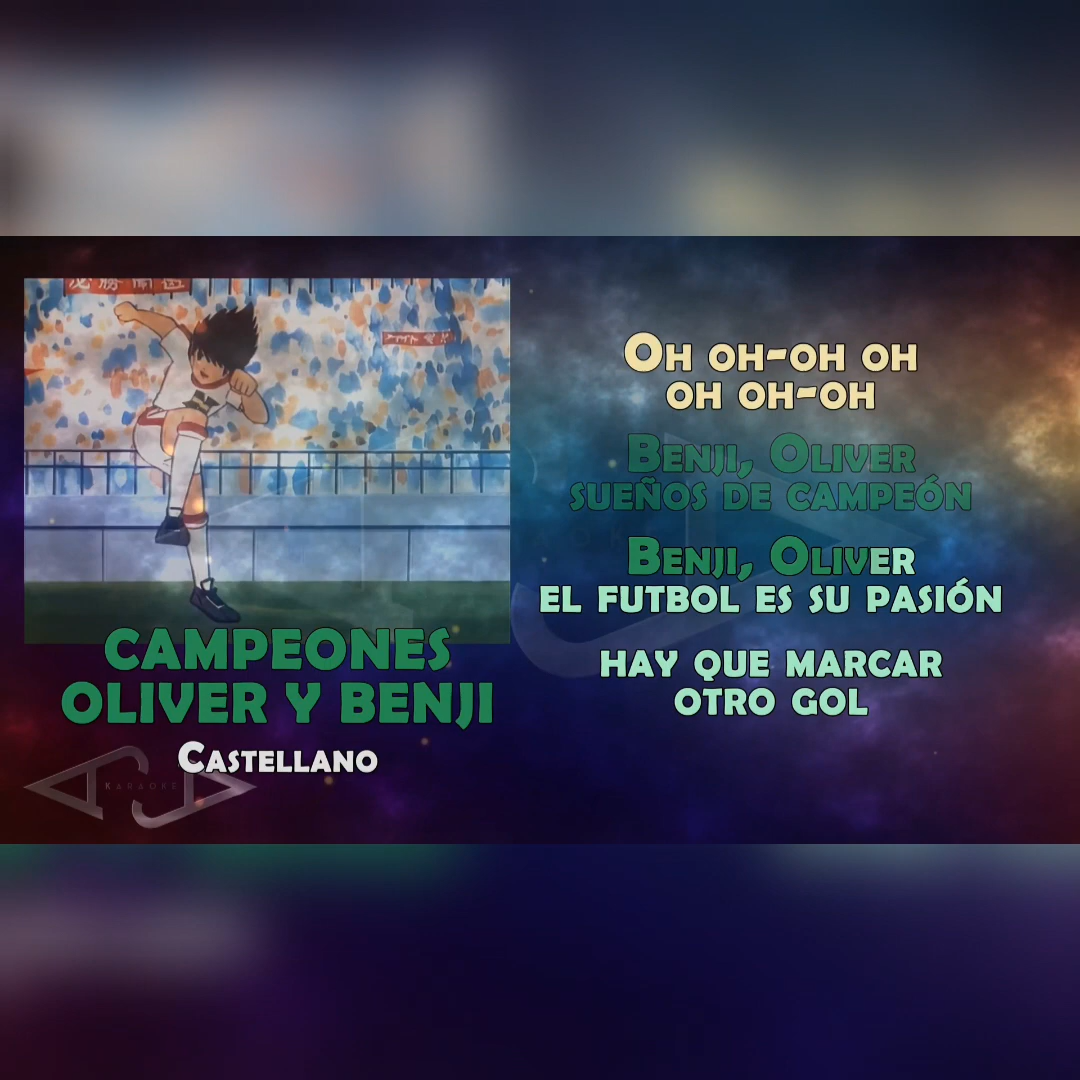 Oh oh-oh oh
oh oh-oh
Benji, Oliver
sueños de campeón
Benji, Oliver
el futbol es su pasión
hay que marcar
otro gol
CAMPEONES
OLIVER Y BENJI
Castellano
Karaoke